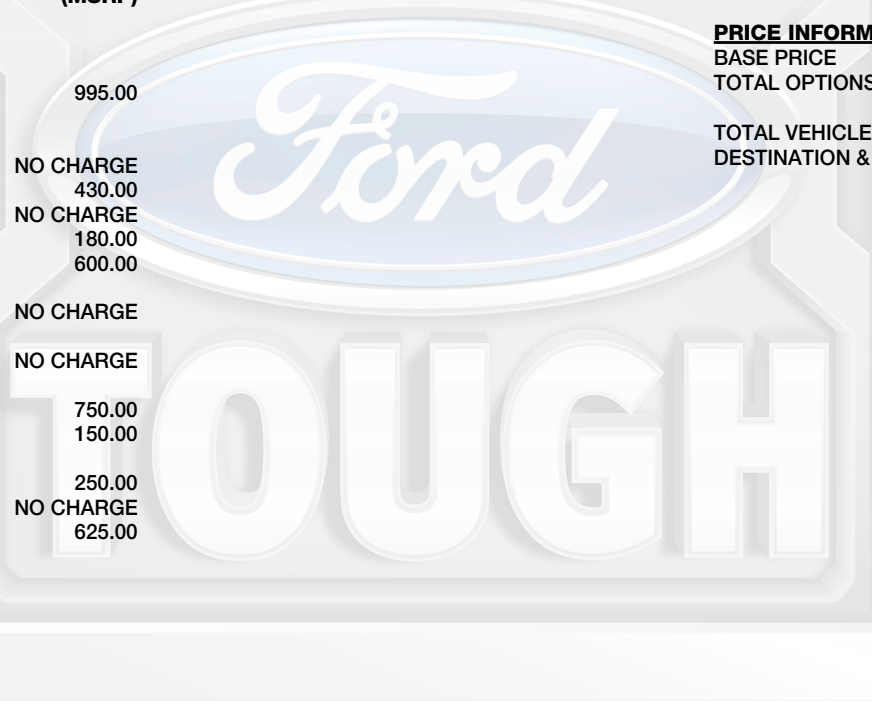 (MSRP)
995.00
NO CHARGE
430.00
NO CHARGE
180.00
600.00
NO CHARGE
NO CHARGE
750.00
150.00
250.00
NO CHARGE
625.00
PRICE INFORM
BASE PRICE
TOTAL OPTIONS
TOTAL VEHICLE
DESTINATION &
Ford
TOUGH